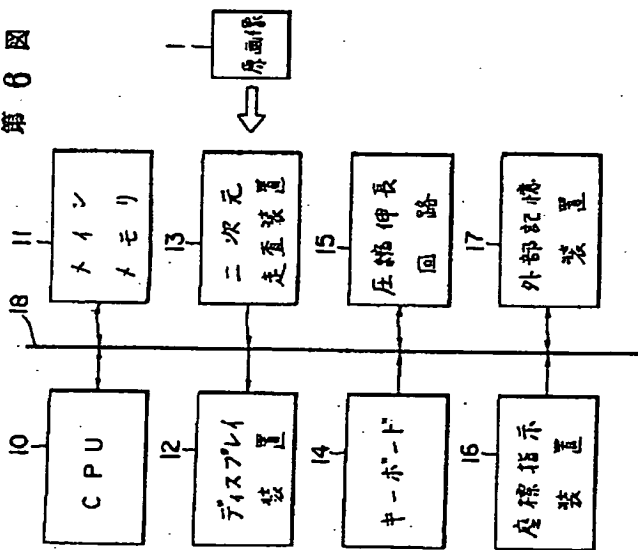 第6図
10
CPU
11
メイン
メモリ
18
12
ディスプレイ
装置
13
二次元
走査装置
1
原画像
14
キーボード
15
圧縮伸長
回路
16
座標指示
装置
17
外部記憶
装置